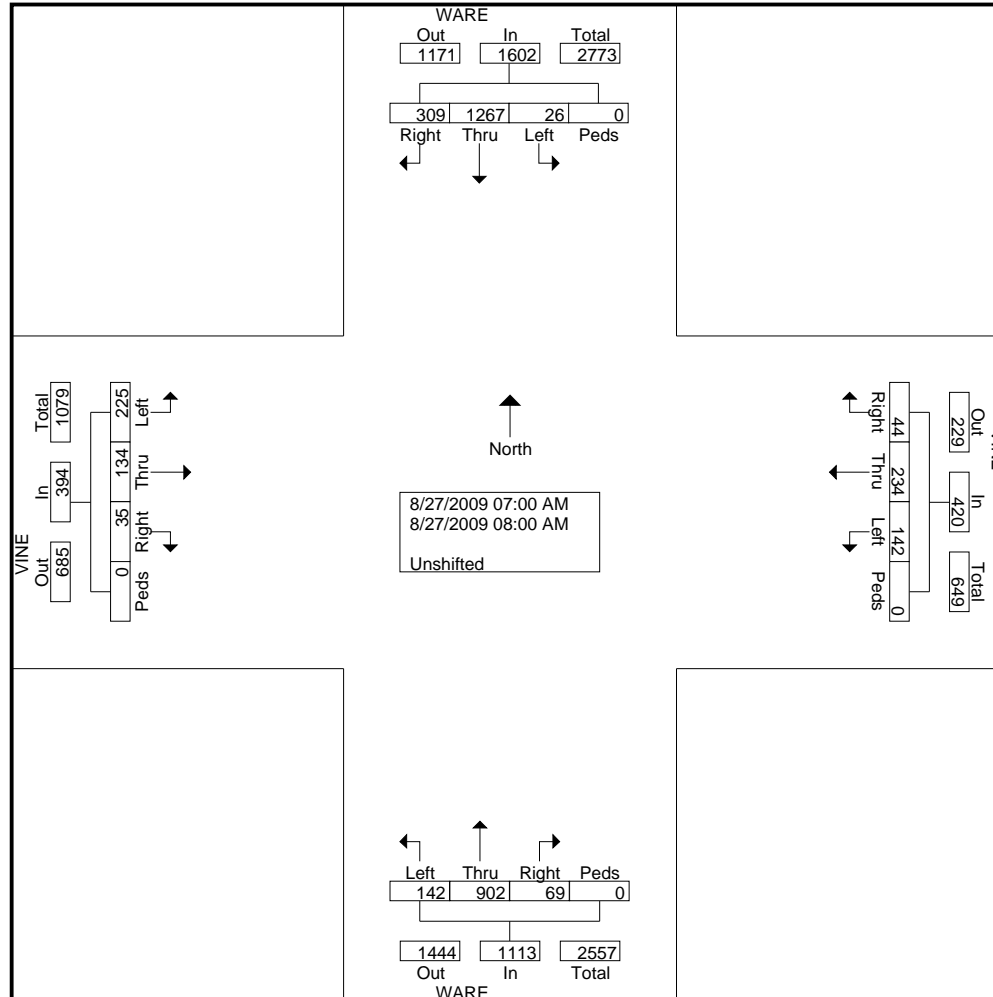 WARE
Out In Total
1171 1602 2773
309 1267 26 0
Right Thru Left Peds
VINE
Out In Total
685 394 1079
Left Thru Right Peds
225 134 35 0
North
8/27/2009 07:00 AM
8/27/2009 08:00 AM
Unshifted
Right Thru Left Peds
44 234 142 0
Out In Total
229 420 649
Left Thru Right Peds
142 902 69 0
1444 1113 2557
Out In Total
WARE